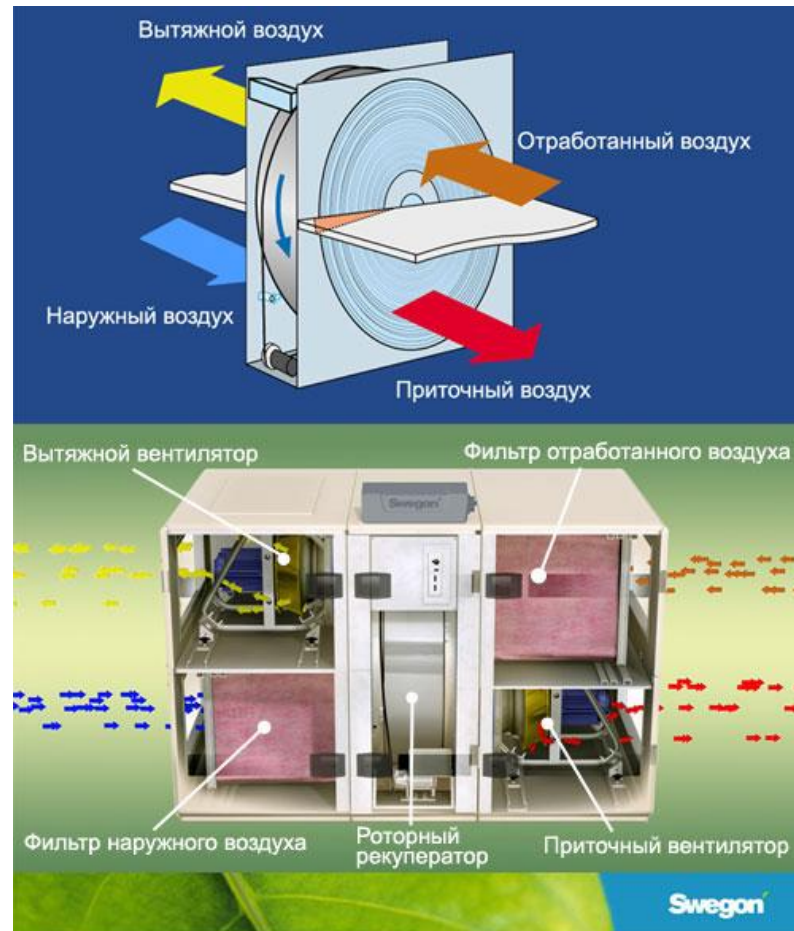 Вытяжной воздух
Отработанный воздух
Наружный воздух
Приточный воздух
Вытяжной вентилятор
Фильтр отработанного воздуха
Swegon
Фильтр наружного воздуха
Роторный
рекуператор
Приточный вентилятор
Swegon